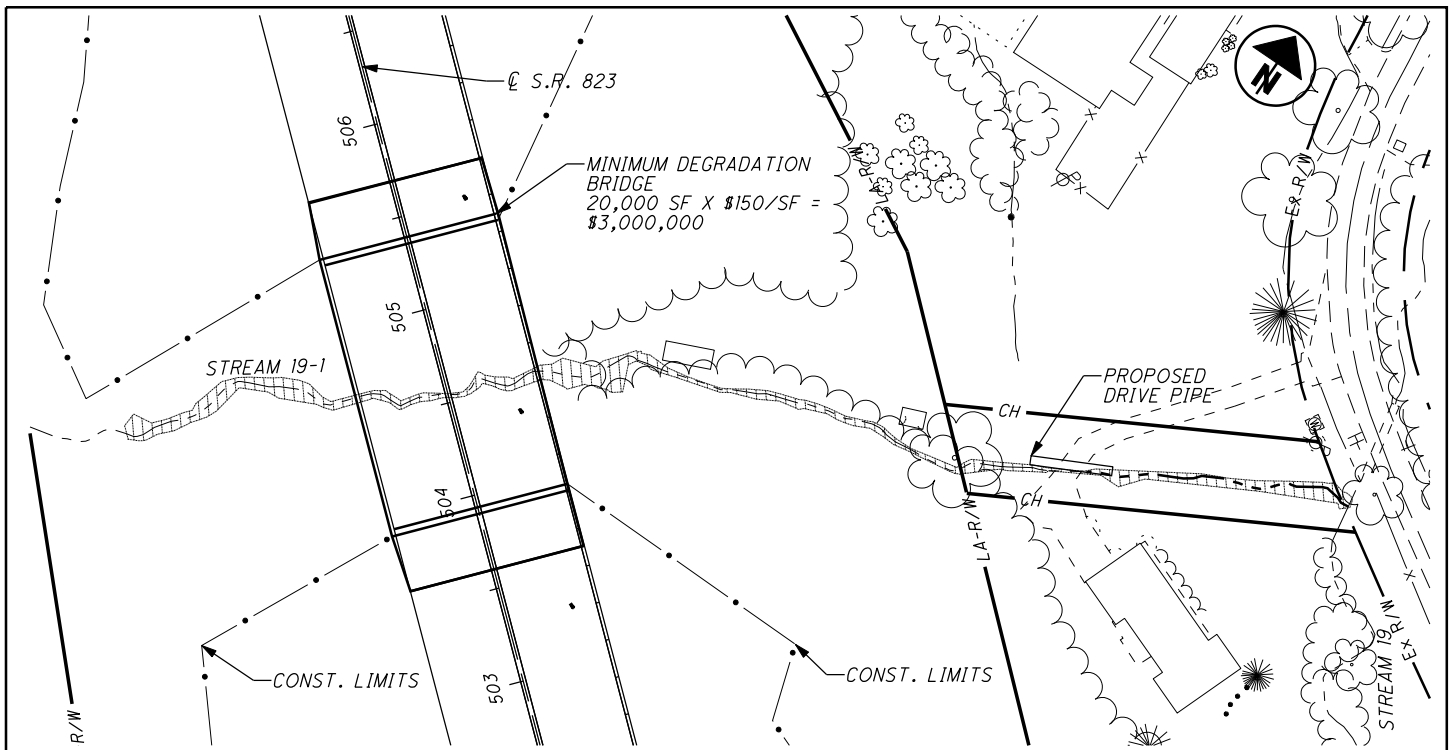 N
℄ S.R. 823
506
MINIMUM DEGRADATION
BRIDGE
20,000 SF X $150/SF =
$3,000,000
LA-R/W
EX-R/W
505
STREAM 19-1
PROPOSED
DRIVE PIPE
CH
504
CH
LA-R/W
CONST. LIMITS
CONST. LIMITS
503
R/W
STREAM 19
Ex R/W